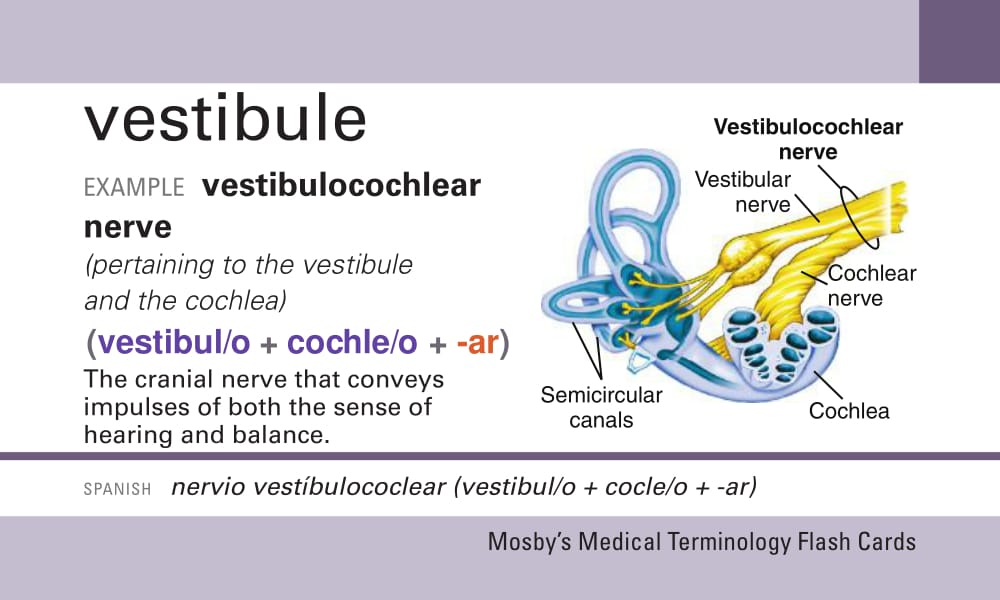 vestibule
EXAMPLE vestibulocochlear
nerve
(pertaining to the vestibule
and the cochlea)
(vestibul/o + cochle/o + -ar)
The cranial nerve that conveys
impulses of both the sense of
hearing and balance.
Vestibulocochlear
nerve
Vestibular
nerve
Cochlear
nerve
Semicircular
canals
Cochlea
SPANISH nervio vestíbulococlear (vestibul/o + cocle/o + -ar)
Mosby's Medical Terminology Flash Cards